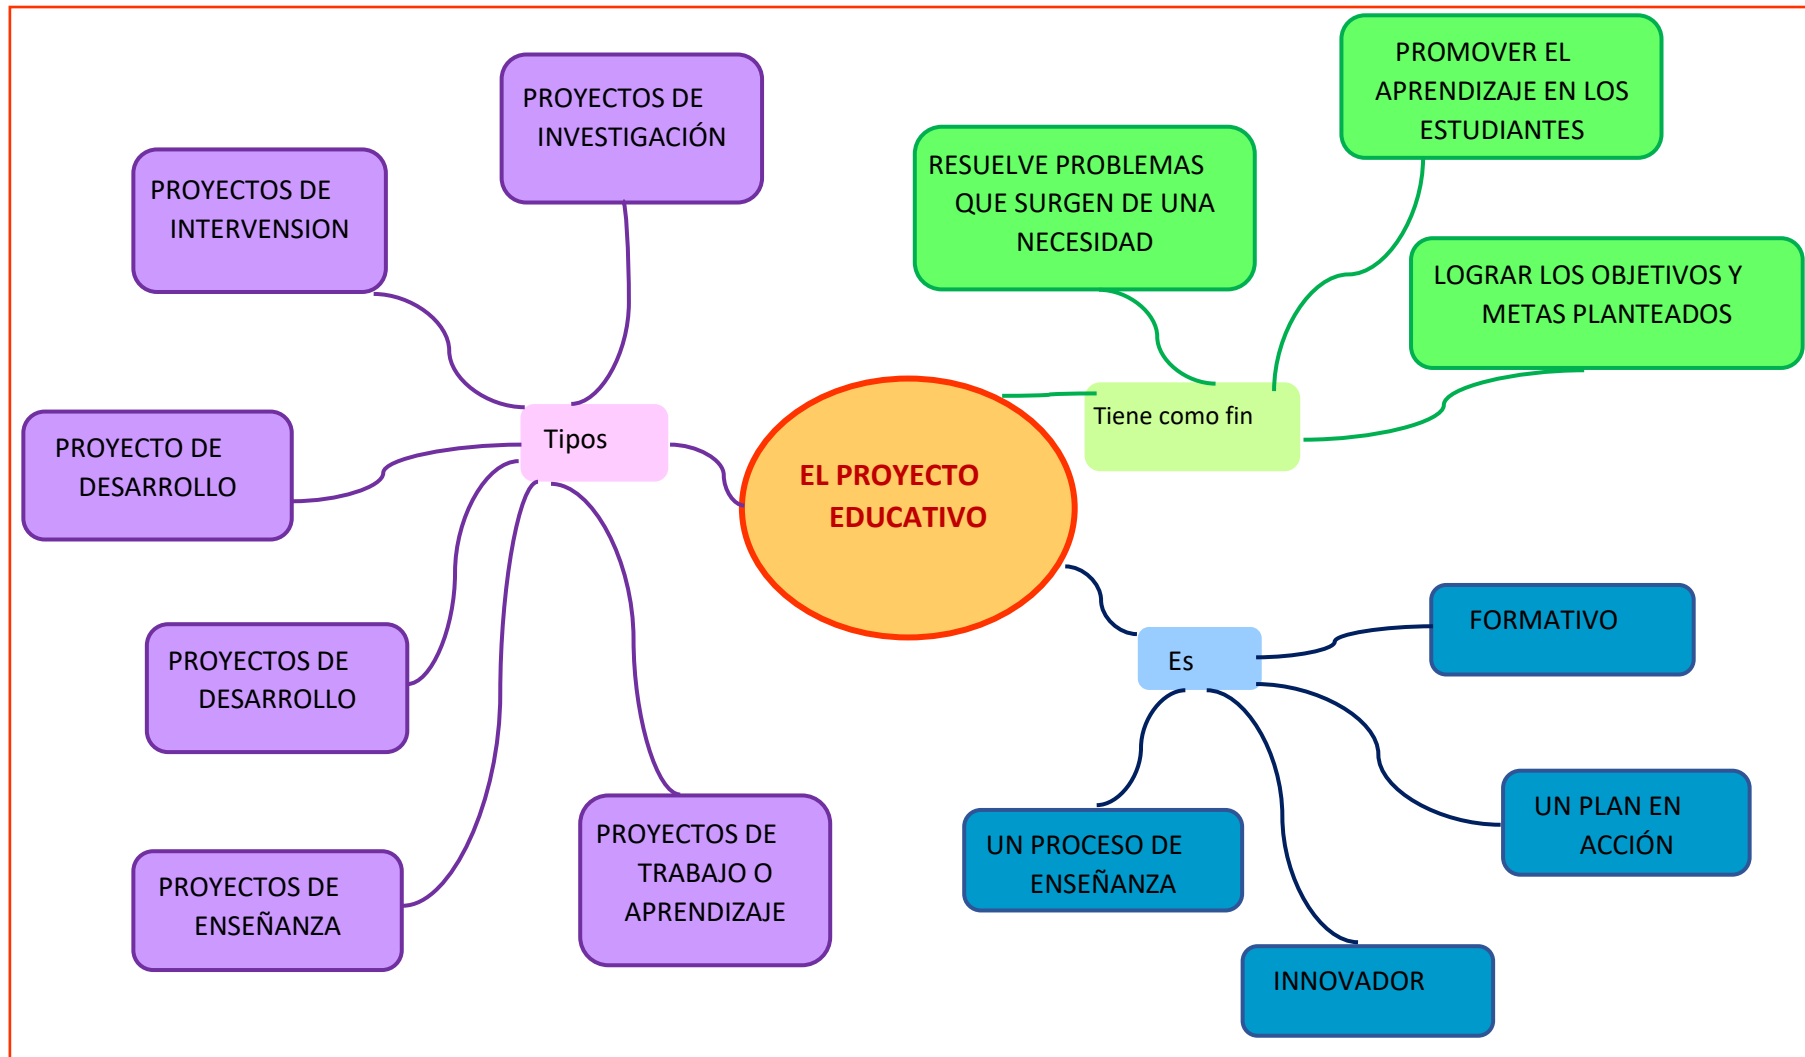 PROYECTOS DE
INVESTIGACIÓN
PROYECTOS DE
INTERVENSION
PROYECTO DE
DESARROLLO
PROYECTOS DE
DESARROLLO
PROYECTOS DE
ENSEÑANZA
PROYECTOS DE
TRABAJO O
APRENDIZAJE
Tipos
EL PROYECTO
EDUCATIVO
Tiene como fin
RESUELVE PROBLEMAS
QUE SURGEN DE UNA
NECESIDAD
PROMOVER EL
APRENDIZAJE EN LOS
ESTUDIANTES
LOGRAR LOS OBJETIVOS Y
METAS PLANTEADOS
Es
FORMATIVO
UN PLAN EN
ACCIÓN
UN PROCESO DE
ENSEÑANZA
INNOVADOR